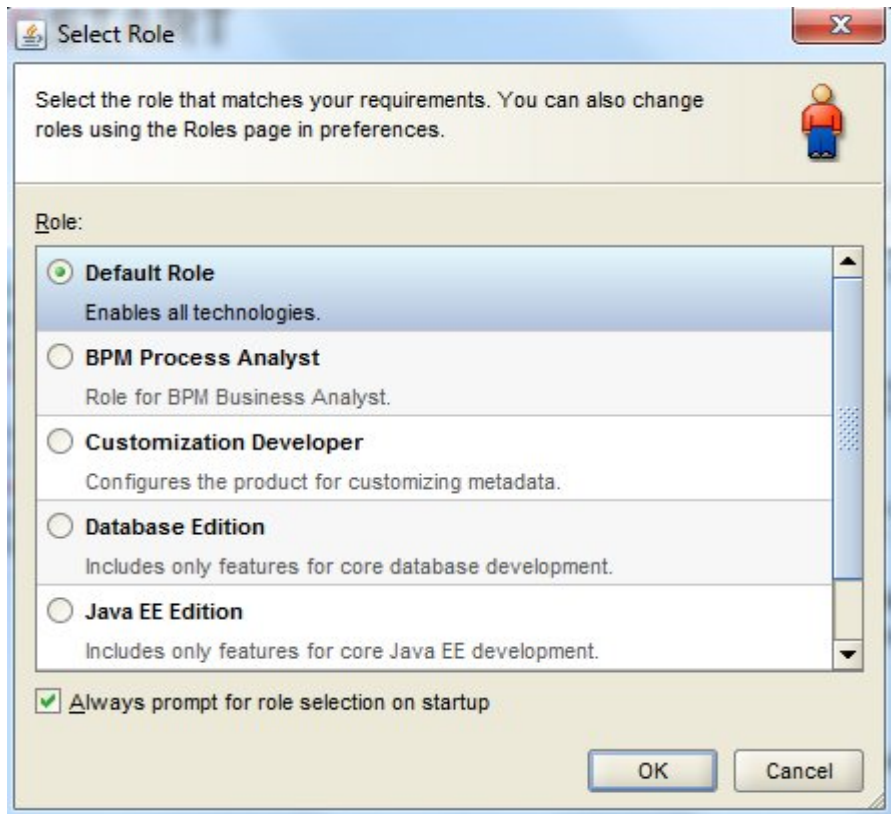 Select Role
Select the role that matches your requirements. You can also change
roles using the Roles page in preferences.
Role:
Default Role
Enables all technologies.
BPM Process Analyst
Role for BPM Business Analyst.
Customization Developer
Configures the product for customizing metadata.
Database Edition
Includes only features for core database development.
Java EE Edition
Includes only features for core Java EE development.
Always prompt for role selection on startup
OK
Cancel